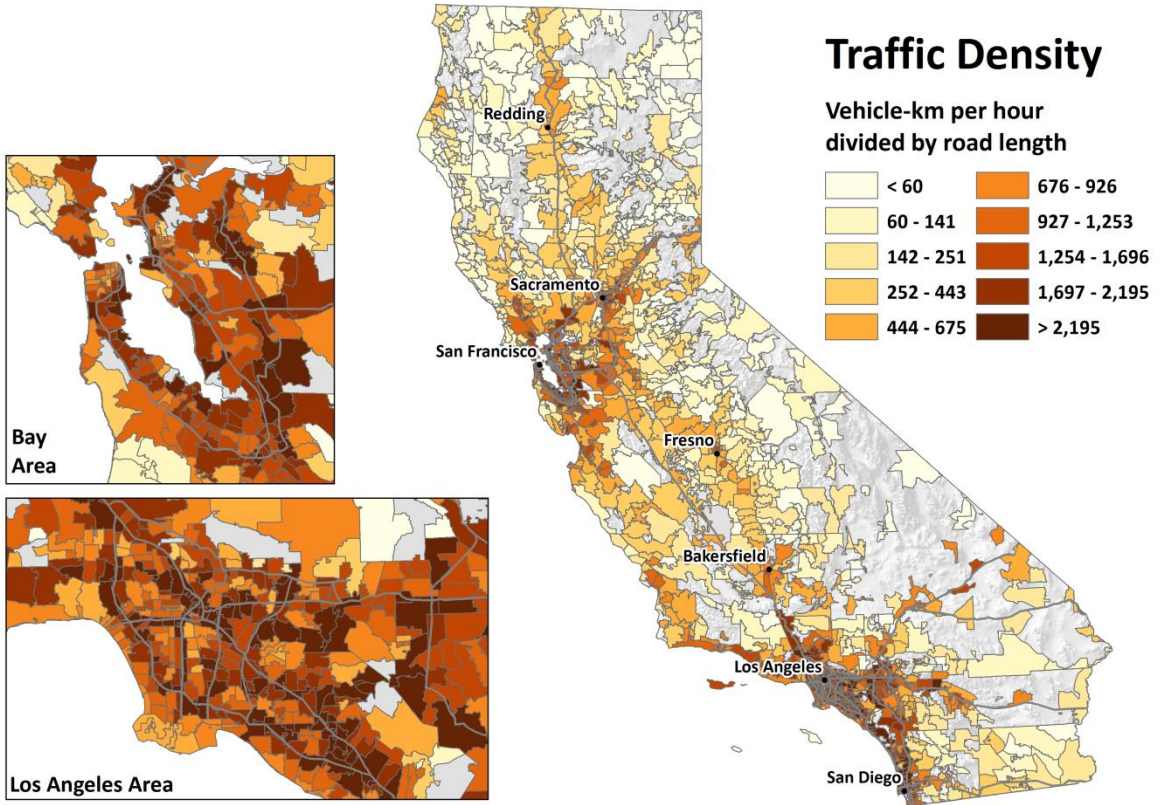 Traffic Density
Vehicle-km per hour
divided by road length
< 60
60 - 141
142 - 251
252 - 443
444 - 675
676 - 926
927 - 1,253
1,254 - 1,696
1,697 - 2,195
> 2,195
Redding
Sacramento
San Francisco
Fresno
Bakersfield
Los Angeles
San Diego
Bay
Area
Los Angeles Area